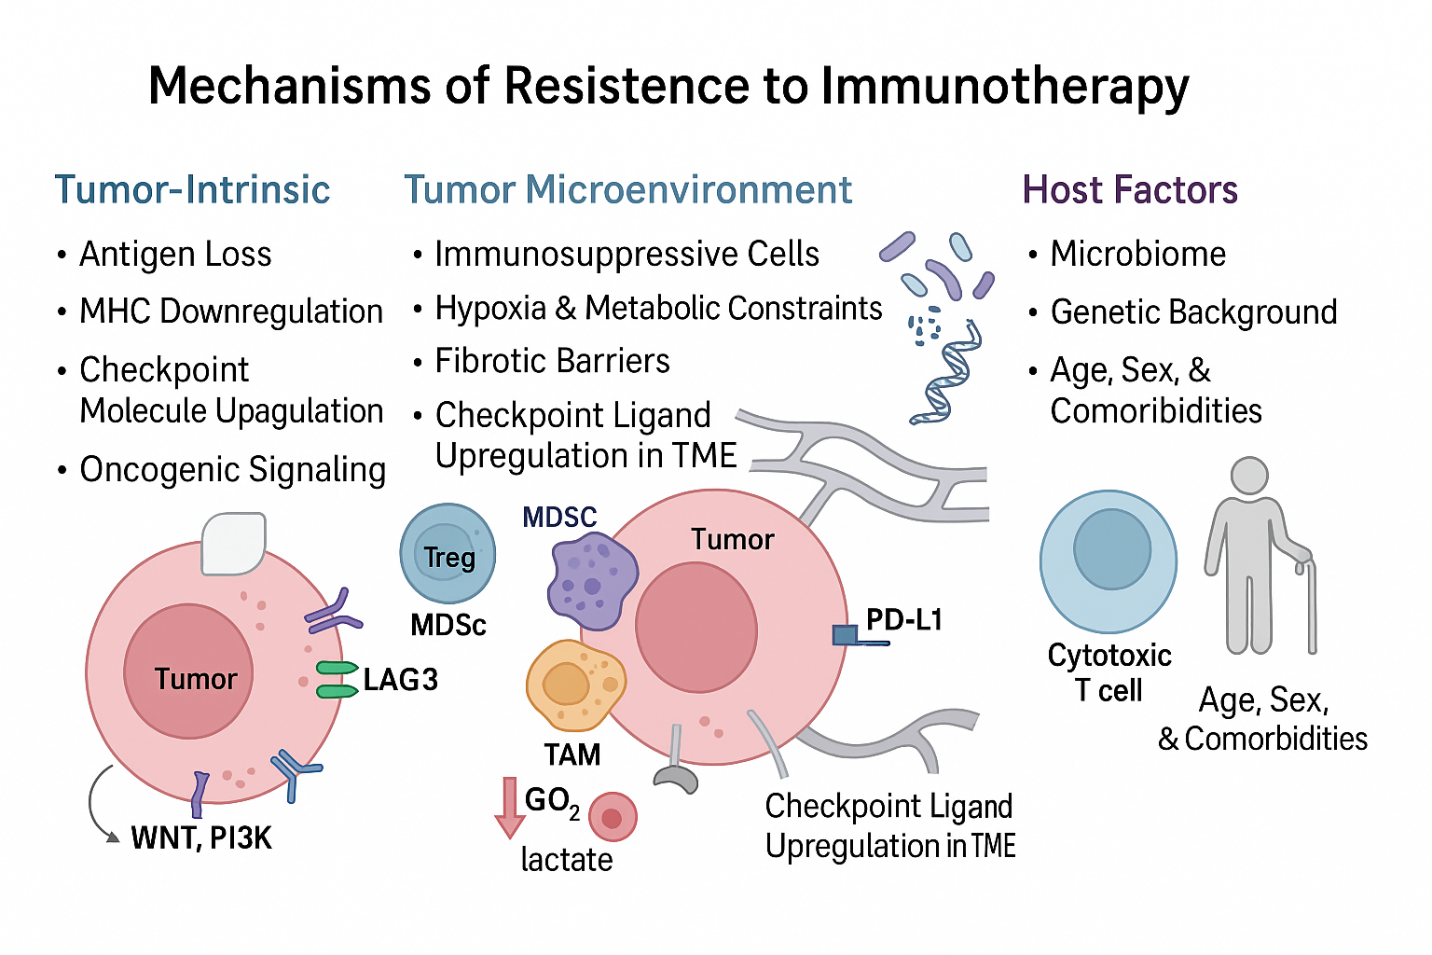 Mechanisms of Resistence to Immunotherapy
Tumor-Intrinsic
• Antigen Loss
• MHC Downregulation
• Checkpoint
Molecule Upagulation
• Oncogenic Signaling
Tumor
LAG3
WNT, PI3K
Tumor Microenvironment
• Immunosuppressive Cells
• Hypoxia & Metabolic Constraints
• Fibrotic Barriers
• Checkpoint Ligand
Upregulation in TME
Treg
MDSc
MDSC
Tumor
PD-L1
TAM
GO₂
lactate
Checkpoint Ligand
Upregulation in TME
Host Factors
• Microbiome
• Genetic Background
• Age, Sex, &
Comoribidities
Cytotoxic
T cell
Age, Sex,
& Comorbidities